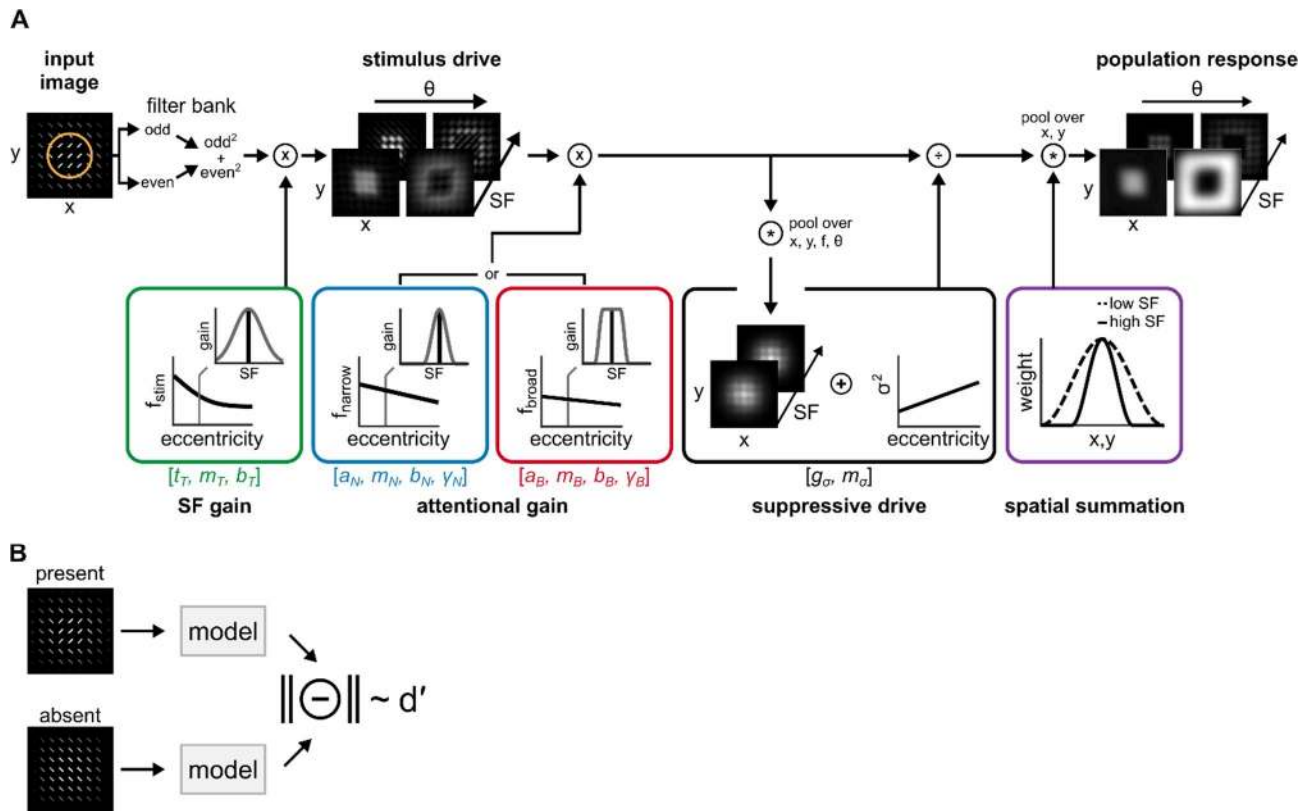 A
input image
filter bank
odd
even
odd²
+
even²
x
y
x
stimulus drive
θ
y
x
SF
x
pool over
x, y, f, θ
*
÷
pool over
x, y
*
population response
θ
y
x
SF
or
gain
SF
f_stim
eccentricity
[t_T, m_T, b_T]
SF gain
gain
SF
f_narrow
eccentricity
[a_N, m_N, b_N, γ_N]
gain
SF
f_broad
eccentricity
[a_B, m_B, b_B, γ_B]
attentional gain
y
x
SF
+
σ²
eccentricity
[g_σ, m_σ]
suppressive drive
low SF
high SF
weight
x,y
spatial summation
B
present
model
absent
model
||−|| ~ d′